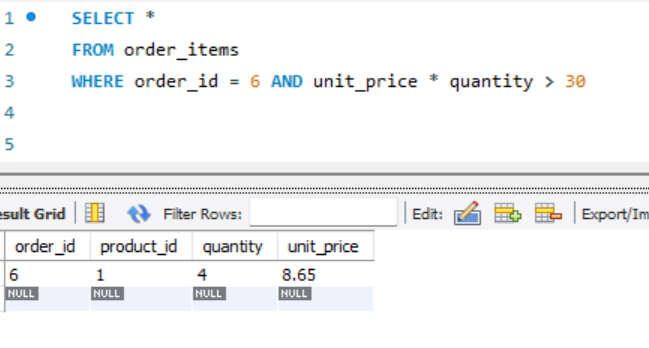 1 SELECT *
2 FROM order_items
3 WHERE order_id = 6 AND unit_price * quantity > 30
4
5
esult Grid Filter Rows: Edit: Export/Im
order_id product_id quantity unit_price
6 1 4 8.65
NULL NULL NULL NULL